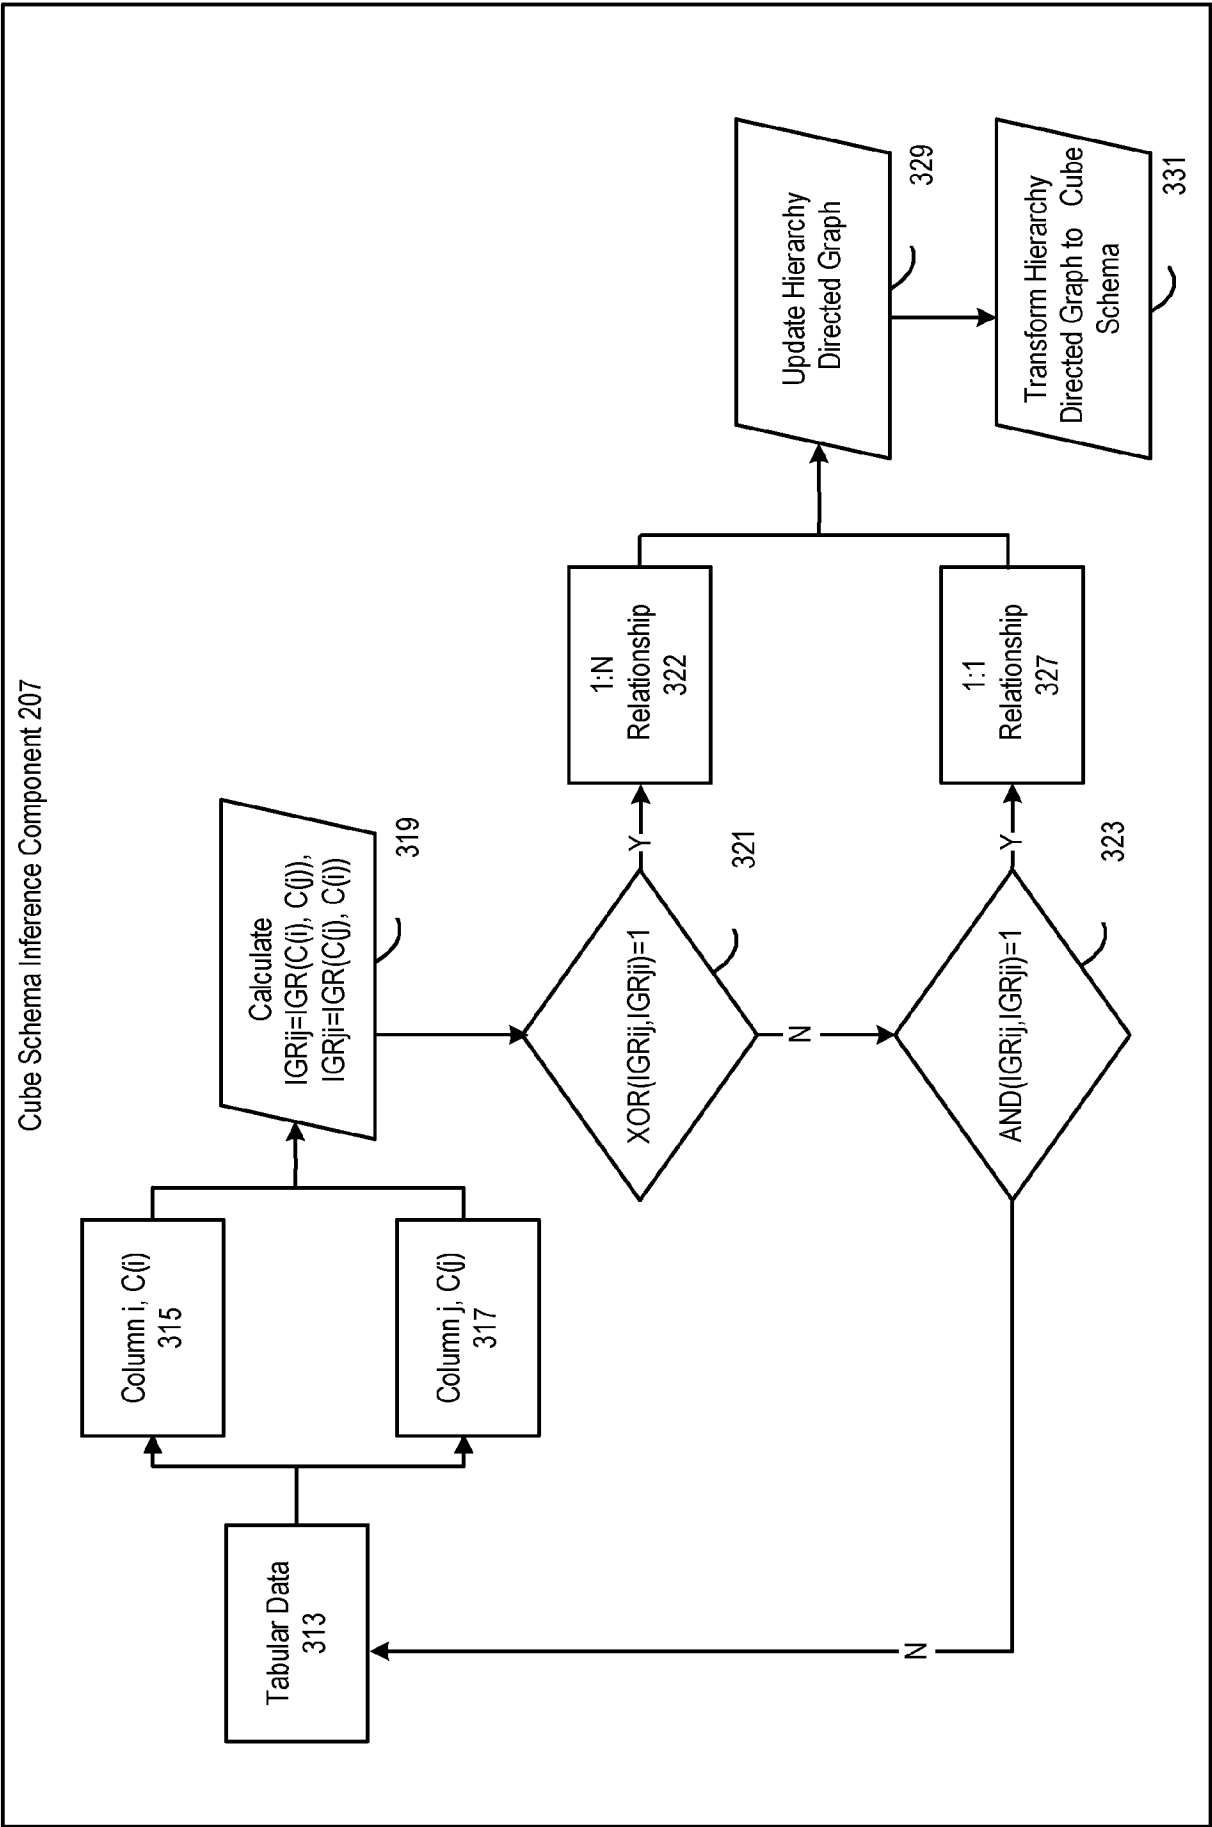 Cube Schema Inference Component 207
Tabular Data
313
Column i, C(i)
315
Column j, C(j)
317
Calculate
IGRij=IGR(C(i), C(j)),
IGRji=IGR(C(j), C(i))
319
XOR(IGRij,IGRji)=1
321
Y
N
1:N
Relationship
322
AND(IGRij,IGRji)=1
323
Y
N
1:1
Relationship
327
Update Hierarchy
Directed Graph
329
Transform Hierarchy
Directed Graph to Cube
Schema
331